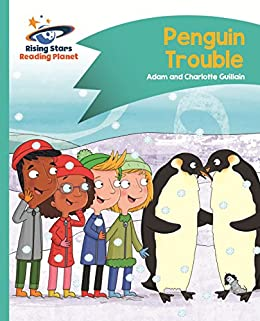 Rising Stars
Reading Planet
Penguin
Trouble
Adam and Charlotte Guillain